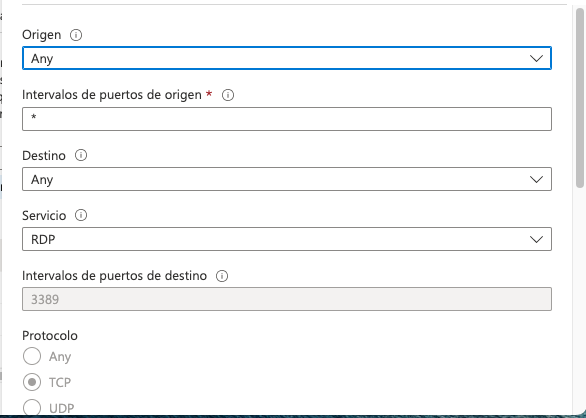 Origen
Any
Intervalos de puertos de origen *
*
Destino
Any
Servicio
RDP
Intervalos de puertos de destino
3389
Protocolo
Any
TCP
UDP